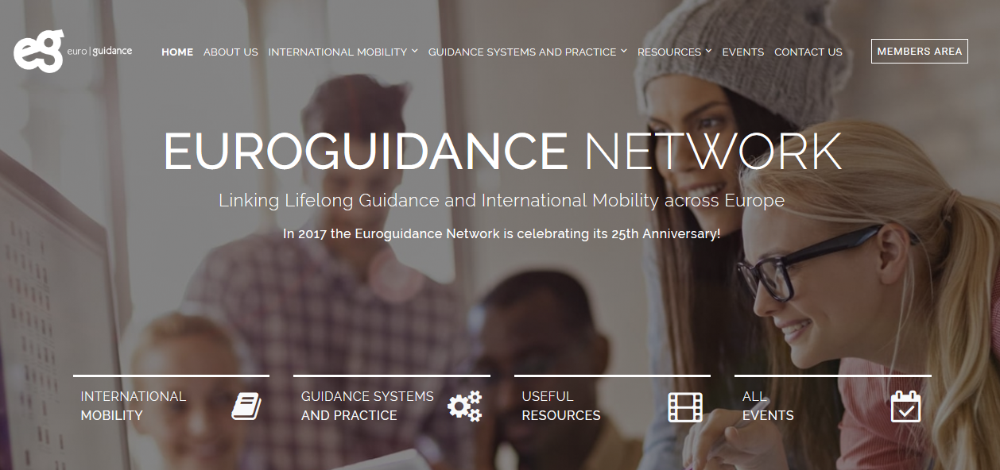 eg euro|guidance
HOME ABOUT US INTERNATIONAL MOBILITY GUIDANCE SYSTEMS AND PRACTICE RESOURCES EVENTS CONTACT US MEMBERS AREA
EUROGUIDANCE NETWORK
Linking Lifelong Guidance and International Mobility across Europe
In 2017 the Euroguidance Network is celebrating its 25th Anniversary!
INTERNATIONAL
MOBILITY
GUIDANCE SYSTEMS
AND PRACTICE
USEFUL
RESOURCES
ALL
EVENTS